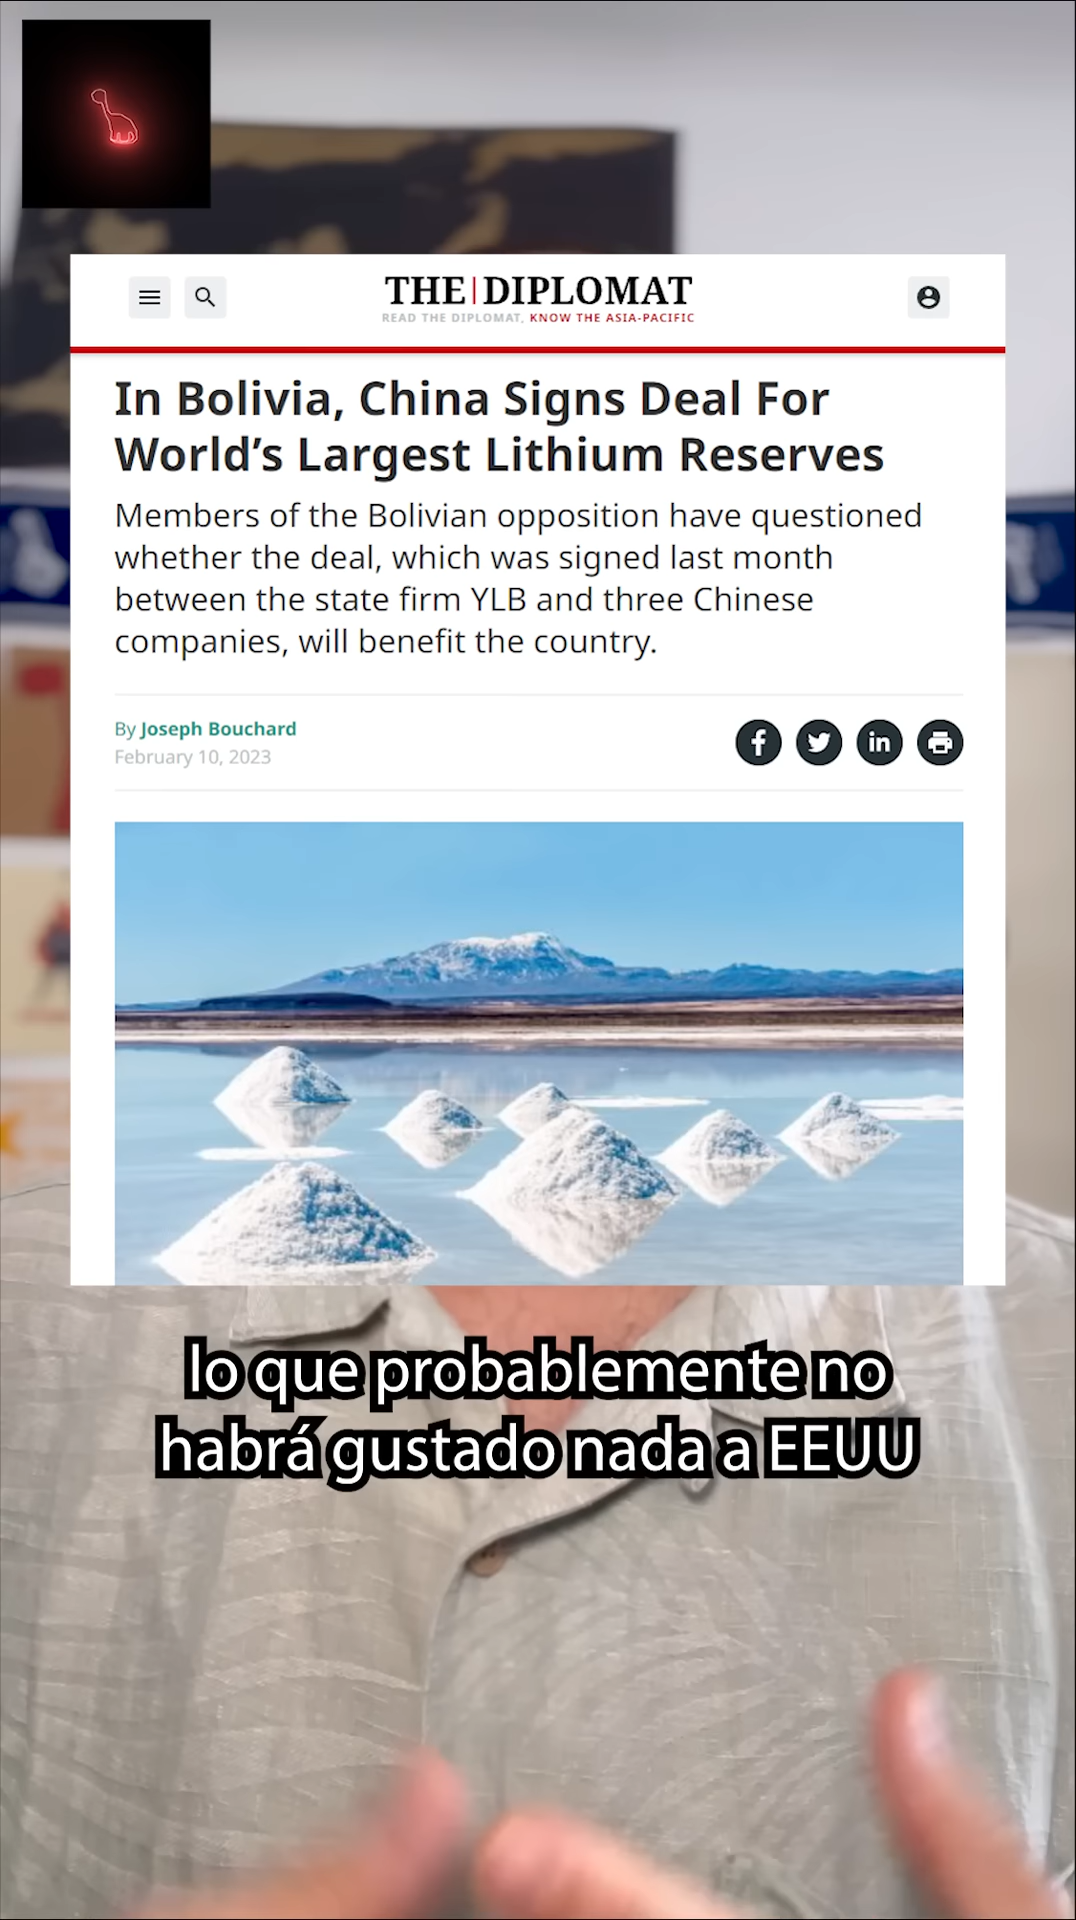 THE|DIPLOMAT
READ THE DIPLOMAT, KNOW THE ASIA-PACIFIC
In Bolivia, China Signs Deal For
World’s Largest Lithium Reserves
Members of the Bolivian opposition have questioned
whether the deal, which was signed last month
between the state firm YLB and three Chinese
companies, will benefit the country.
By Joseph Bouchard
February 10, 2023
lo que probablemente no
habrá gustado nada a EEUU